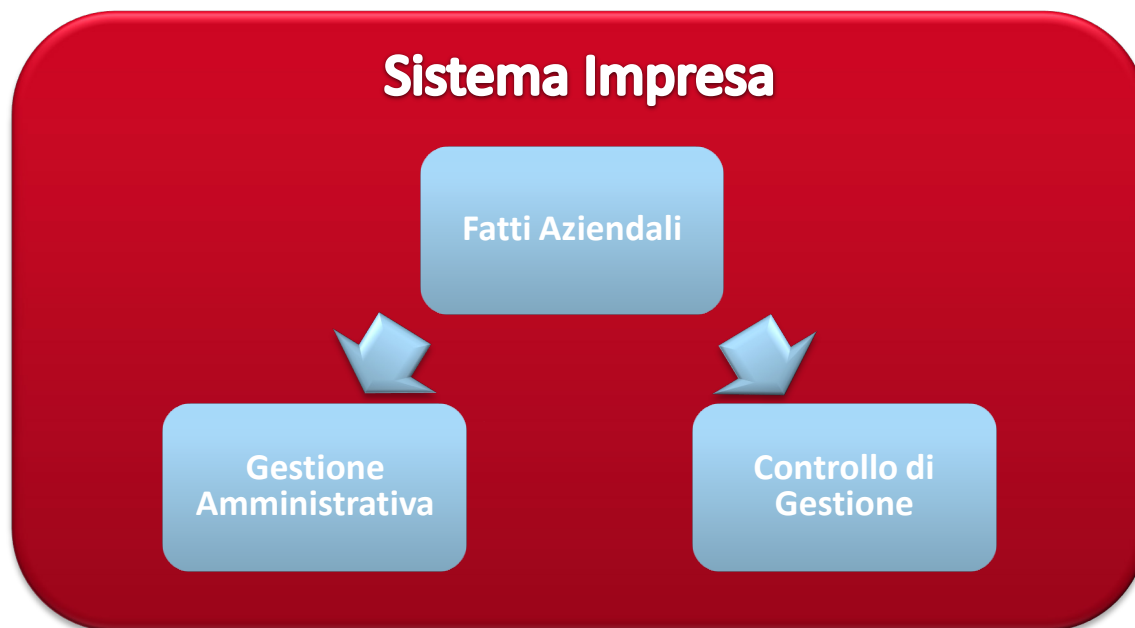 Sistema Impresa
Fatti Aziendali
Gestione
Amministrativa
Controllo di
Gestione